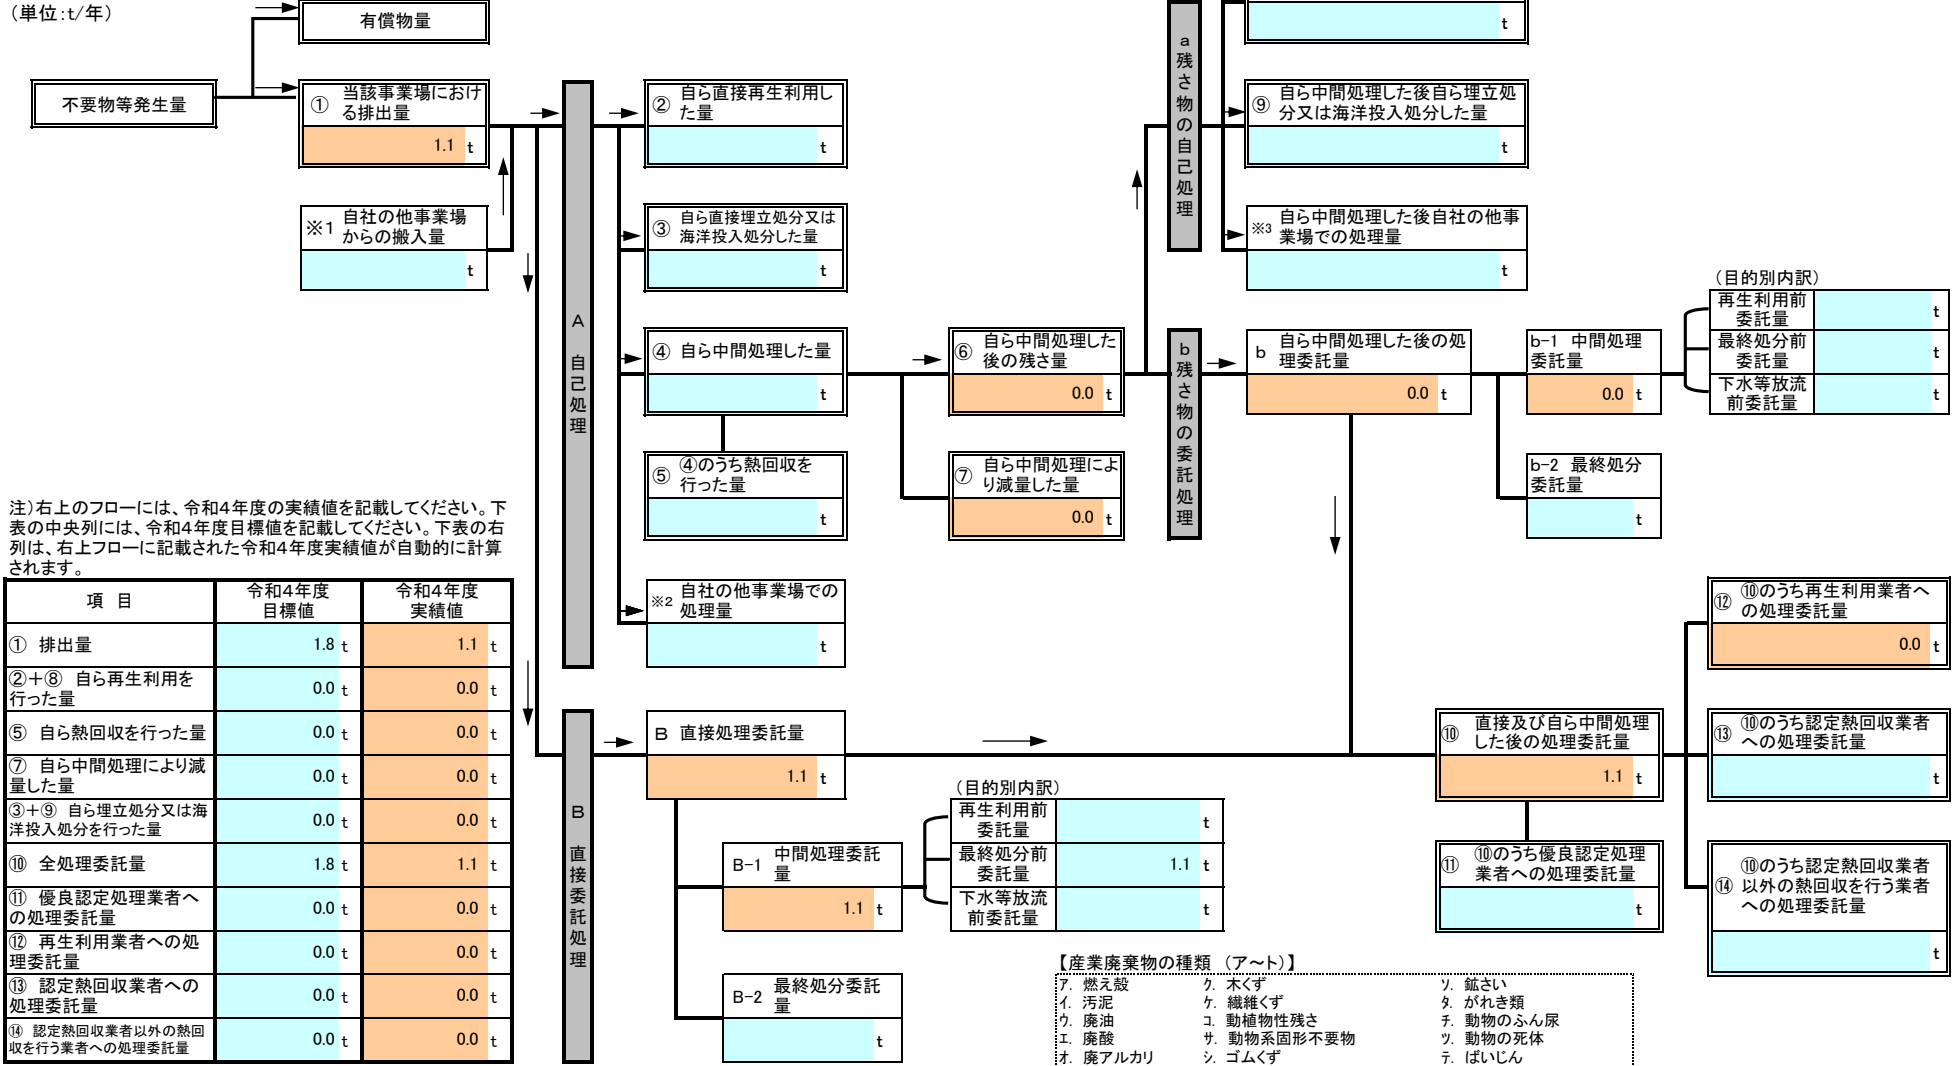 （単位:t/年）
有償物量
不要物等発生量
① 当該事業場におけ
る排出量
1.1 t
※1 自社の他事業場
からの搬入量
t
A 自己処理
② 自ら直接再生利用し
た量
t
③ 自ら直接埋立処分又は
海洋投入処分した量
t
④ 自ら中間処理した量
t
⑤ ④のうち熱回収を
行った量
t
※2 自社の他事業場での
処理量
t
⑥ 自ら中間処理した
後の残さ量
0.0 t
⑦ 自ら中間処理によ
り減量した量
0.0 t
a 残さ物の自己処理
t
⑨ 自ら中間処理した後自ら埋立処
分又は海洋投入処分した量
t
※3 自ら中間処理した後自社の他事
業場での処理量
t
b 残さ物の委託処理
b 自ら中間処理した後の処
理委託量
0.0 t
b-1 中間処理
委託量
0.0 t
b-2 最終処分
委託量
t
（目的別内訳）
再生利用前
委託量
t
最終処分前
委託量
t
下水等放流
前委託量
t
注）右上のフローには、令和4年度の実績値を記載してください。下
表の中央列には、令和4年度目標値を記載してください。下表の右
列は、右上フローに記載された令和4年度実績値が自動的に計算
されます。
項 目 令和4年度 目標値 令和4年度 実績値
① 排出量 1.8 t 1.1 t
②＋⑧ 自ら再生利用を
行った量 0.0 t 0.0 t
⑤ 自ら熱回収を行った量 0.0 t 0.0 t
⑦ 自ら中間処理により減
量した量 0.0 t 0.0 t
③＋⑨ 自ら埋立処分又は海
洋投入処分を行った量 0.0 t 0.0 t
⑩ 全処理委託量 1.8 t 1.1 t
⑪ 優良認定処理業者へ
の処理委託量 0.0 t 0.0 t
⑫ 再生利用業者への処
理委託量 0.0 t 0.0 t
⑬ 認定熱回収業者への
処理委託量 0.0 t 0.0 t
⑭ 認定熱回収業者以外の熱回
収を行う業者への処理委託量 0.0 t 0.0 t
B 直接委託処理
B 直接処理委託量
1.1 t
B-1 中間処理委託
量
1.1 t
B-2 最終処分委託
量
t
（目的別内訳）
再生利用前
委託量
t
最終処分前
委託量
1.1 t
下水等放流
前委託量
t
⑩ 直接及び自ら中間処理
した後の処理委託量
1.1 t
⑪ ⑩のうち優良認定処理
業者への処理委託量
t
⑫ ⑩のうち再生利用業者へ
の処理委託量
0.0 t
⑬ ⑩のうち認定熱回収業者
への処理委託量
t
⑭ ⑩のうち認定熱回収業者
以外の熱回収を行う業者
への処理委託量
t
【産業廃棄物の種類 （ア～ト）】
ア. 燃え殻 ク. 木くず ソ. 鉱さい
イ. 汚泥 ケ. 繊維くず タ. がれき類
ウ. 廃油 コ. 動植物性残さ チ. 動物のふん尿
エ. 廃酸 サ. 動物系固形不要物 ツ. 動物の死体
オ. 廃アルカリ シ. ゴムくず テ. ばいじん